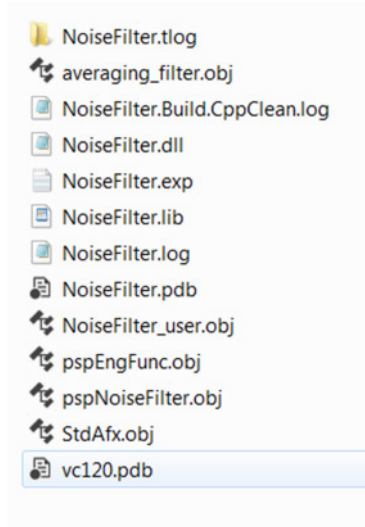 NoiseFilter.tlog
averaging_filter.obj
NoiseFilter.Build.CppClean.log
NoiseFilter.dll
NoiseFilter.exp
NoiseFilter.lib
NoiseFilter.log
NoiseFilter.pdb
NoiseFilter_user.obj
pspEngFunc.obj
pspNoiseFilter.obj
StdAfx.obj
vc120.pdb